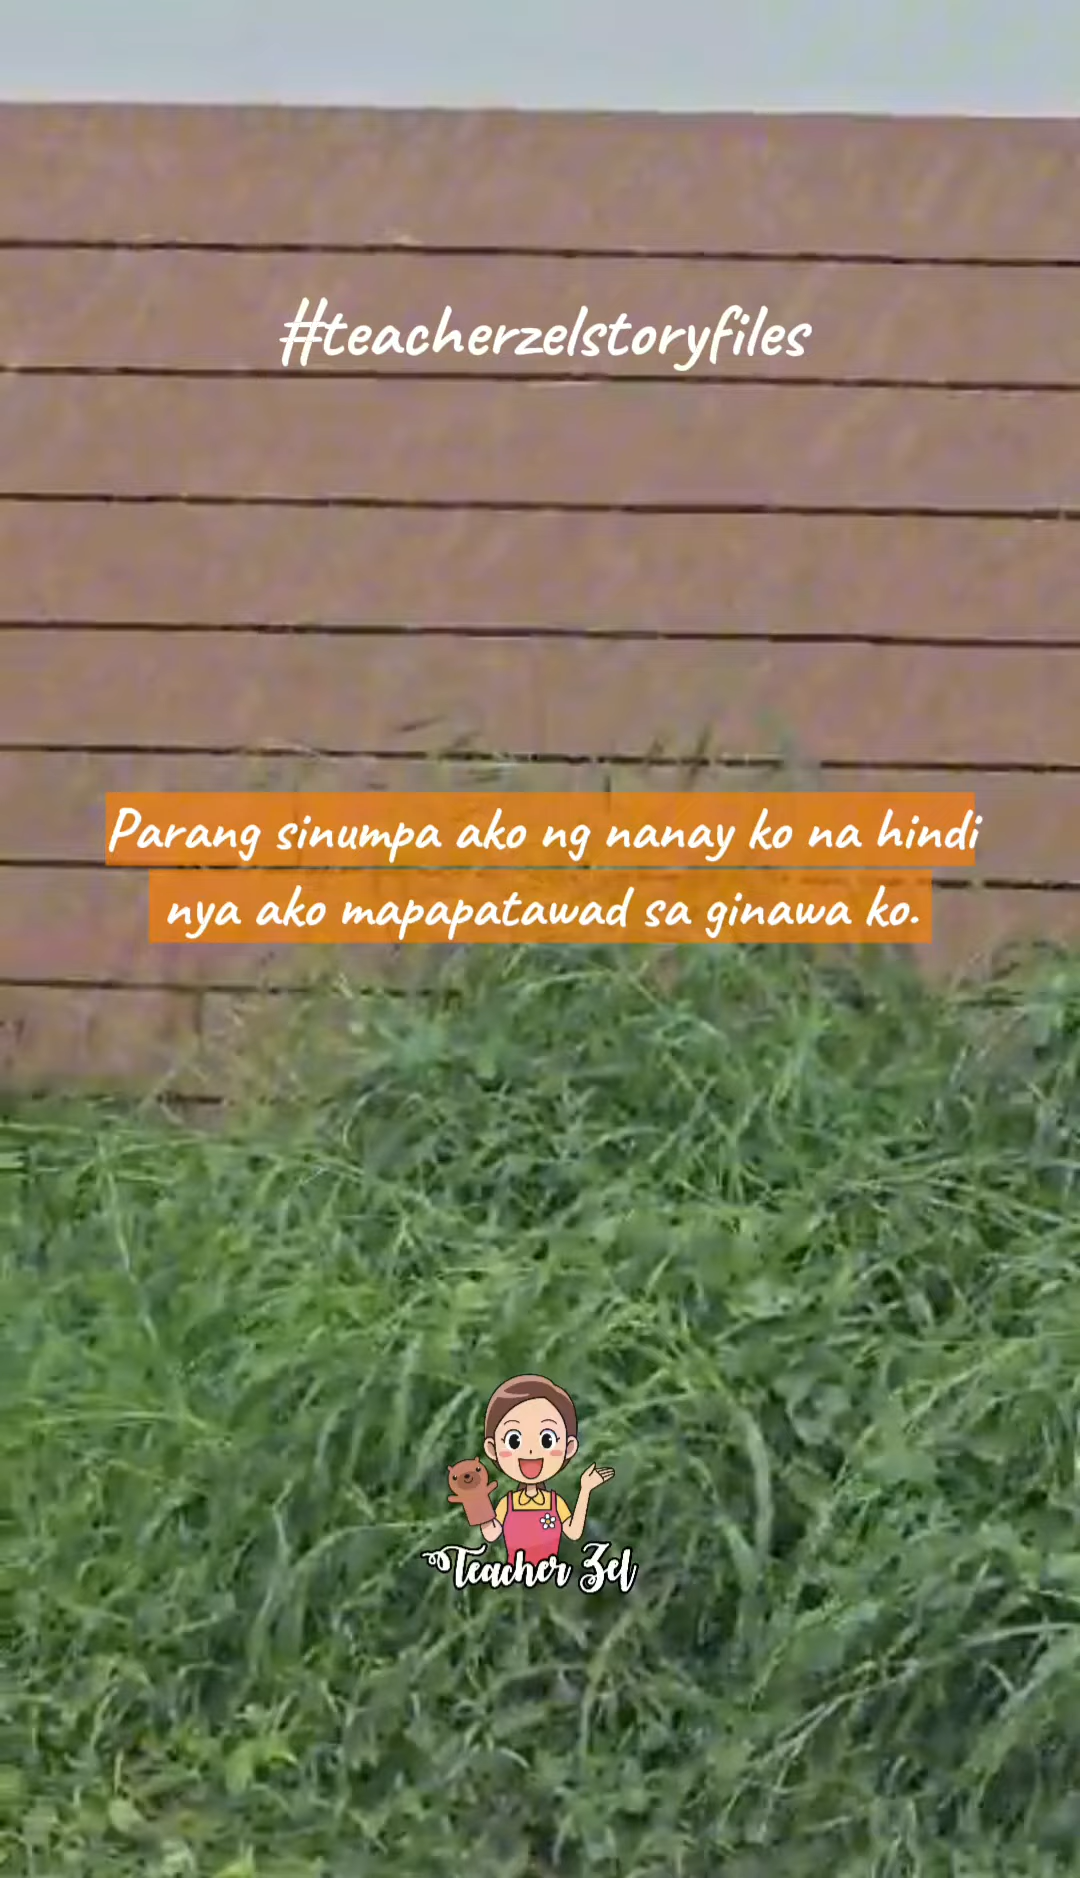 #teacherzelstoryfiles
Parang sinumpa ako ng nanay ko na hindi
nya ako mapapatawad sa ginawa ko.
Teacher Zel